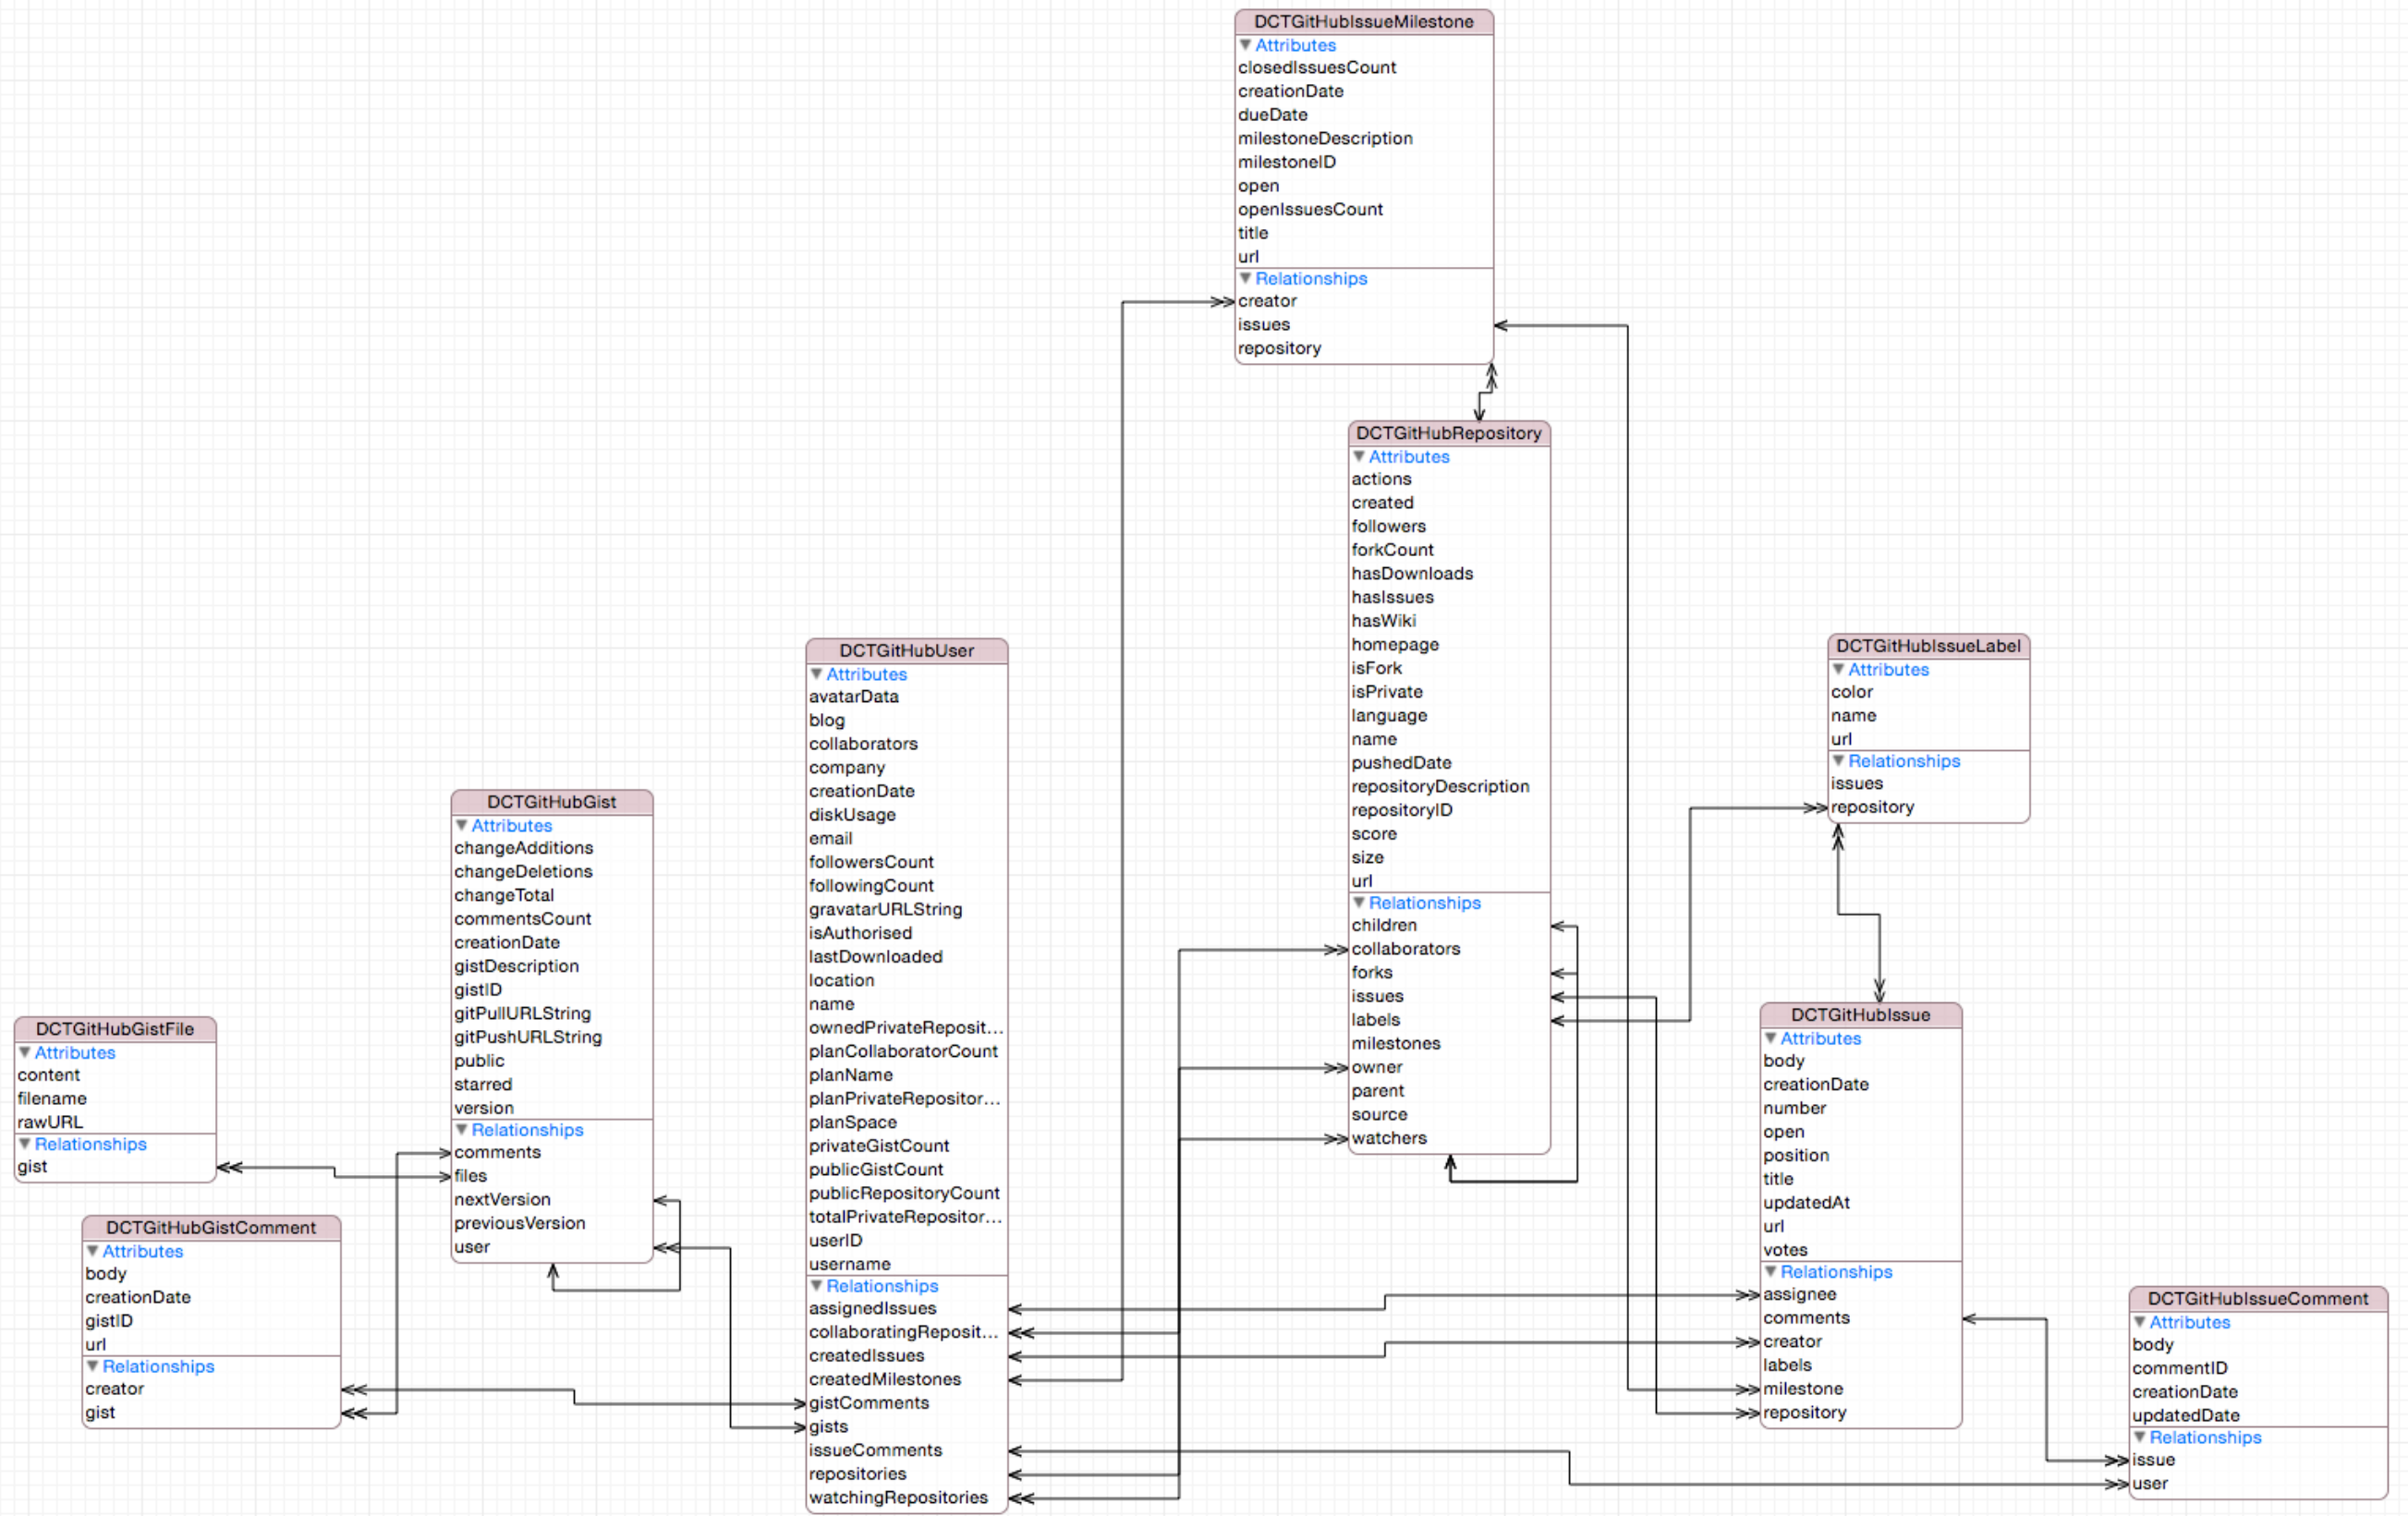 DCTGitHubIssueMilestone
Attributes
closedIssuesCount
creationDate
dueDate
milestoneDescription
milestoneID
open
openIssuesCount
title
url
Relationships
creator
issues
repository
DCTGitHubRepository
Attributes
actions
created
followers
forkCount
hasDownloads
hasIssues
hasWiki
homepage
isFork
isPrivate
language
name
pushedDate
repositoryDescription
repositoryID
score
size
url
Relationships
children
collaborators
forks
issues
labels
milestones
owner
parent
source
watchers
DCTGitHubIssueLabel
Attributes
color
name
url
Relationships
issues
repository
DCTGitHubUser
Attributes
avatarData
blog
collaborators
company
creationDate
diskUsage
email
followersCount
followingCount
gravatarURLString
isAuthorised
lastDownloaded
location
name
ownedPrivateReposit...
planCollaboratorCount
planName
planPrivateRepositor...
planSpace
privateGistCount
publicGistCount
publicRepositoryCount
totalPrivateRepositor...
userID
username
Relationships
assignedIssues
collaboratingReposit...
createdIssues
createdMilestones
gistComments
gists
issueComments
repositories
watchingRepositories
DCTGitHubGist
Attributes
changeAdditions
changeDeletions
changeTotal
commentsCount
creationDate
gistDescription
gistID
gitPullURLString
gitPushURLString
public
starred
version
Relationships
comments
files
nextVersion
previousVersion
user
DCTGitHubGistFile
Attributes
content
filename
rawURL
Relationships
gist
DCTGitHubGistComment
Attributes
body
creationDate
gistID
url
Relationships
creator
gist
DCTGitHubIssue
Attributes
body
creationDate
number
open
position
title
updatedAt
url
votes
Relationships
assignee
comments
creator
labels
milestone
repository
DCTGitHubIssueComment
Attributes
body
commentID
creationDate
updatedDate
Relationships
issue
user